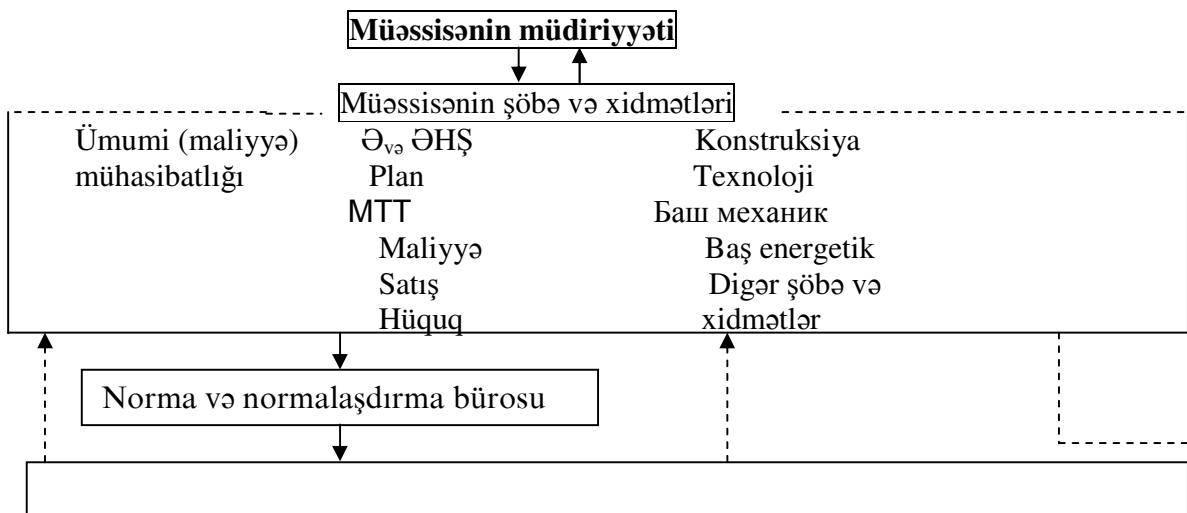 Müəssisənin müdiriyyəti
Müəssisənin şöbə və xidmətləri
Ümumi (maliyyə) Ə və ƏHŞ Konstruksiya
mühasibatlığı Plan Texnoloji
MTT Баш механик
Maliyyə Baş energetik
Satış Digər şöbə və
Hüquq xidmətlər
Norma və normalaşdırma bürosu